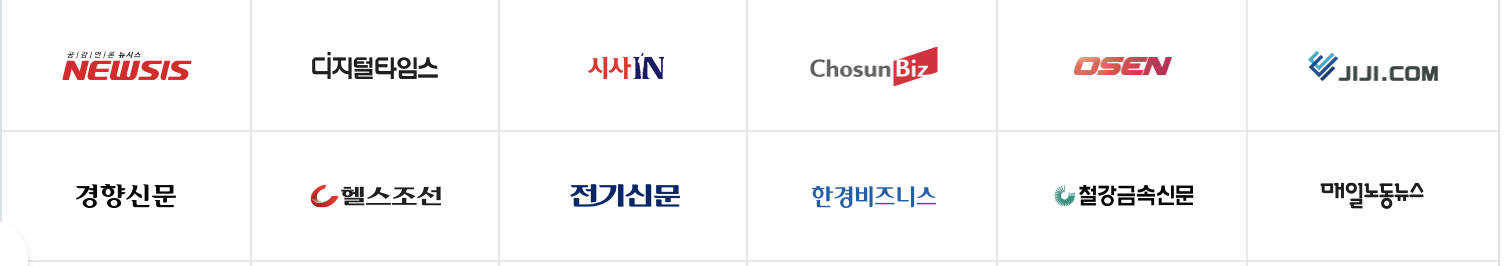 공|감|언|론 뉴시스
NEWSIS
디지털타임스
시사IN
Chosun Biz
OSEN
JIJI.COM
경향신문
헬스조선
전기신문
한경비즈니스
철강금속신문
매일노동뉴스